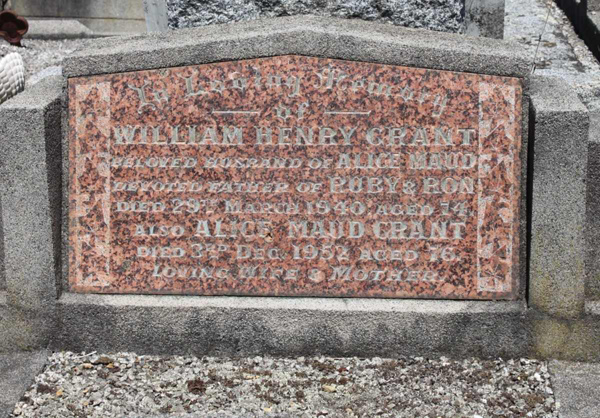 In Loving Memory
of
WILLIAM HENRY GRANT
BELOVED HUSBAND OF ALICE MAUD
DEVOTED FATHER OF RUBY & RON
DIED 29TH MARCH 1940, AGED 74.
ALSO ALICE MAUD GRANT
DIED 3RD DEC. 1952 AGED 76.
LOVING WIFE & MOTHER.